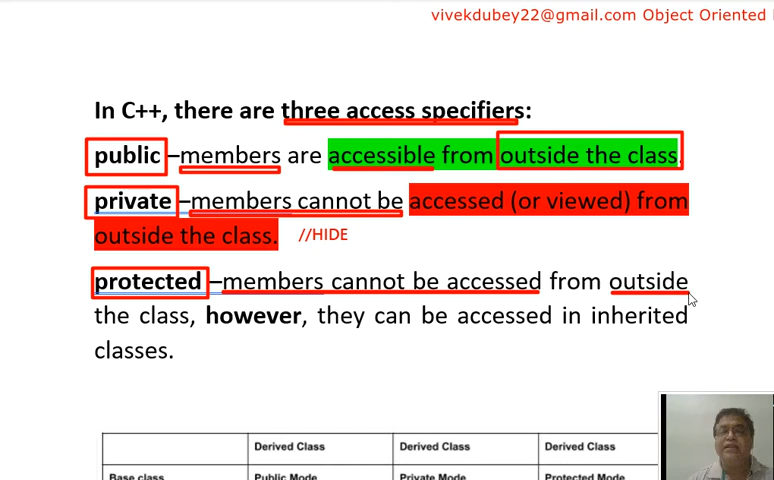 vivekdubey22@gmail.com Object Oriented
In C++, there are three access specifiers:
public –members are accessible from outside the class.
private –members cannot be accessed (or viewed) from
outside the class. //HIDE
protected –members cannot be accessed from outside
the class, however, they can be accessed in inherited
classes.
Derived Class Derived Class Derived Class
Base class Public Mode Private Mode Protected Mode